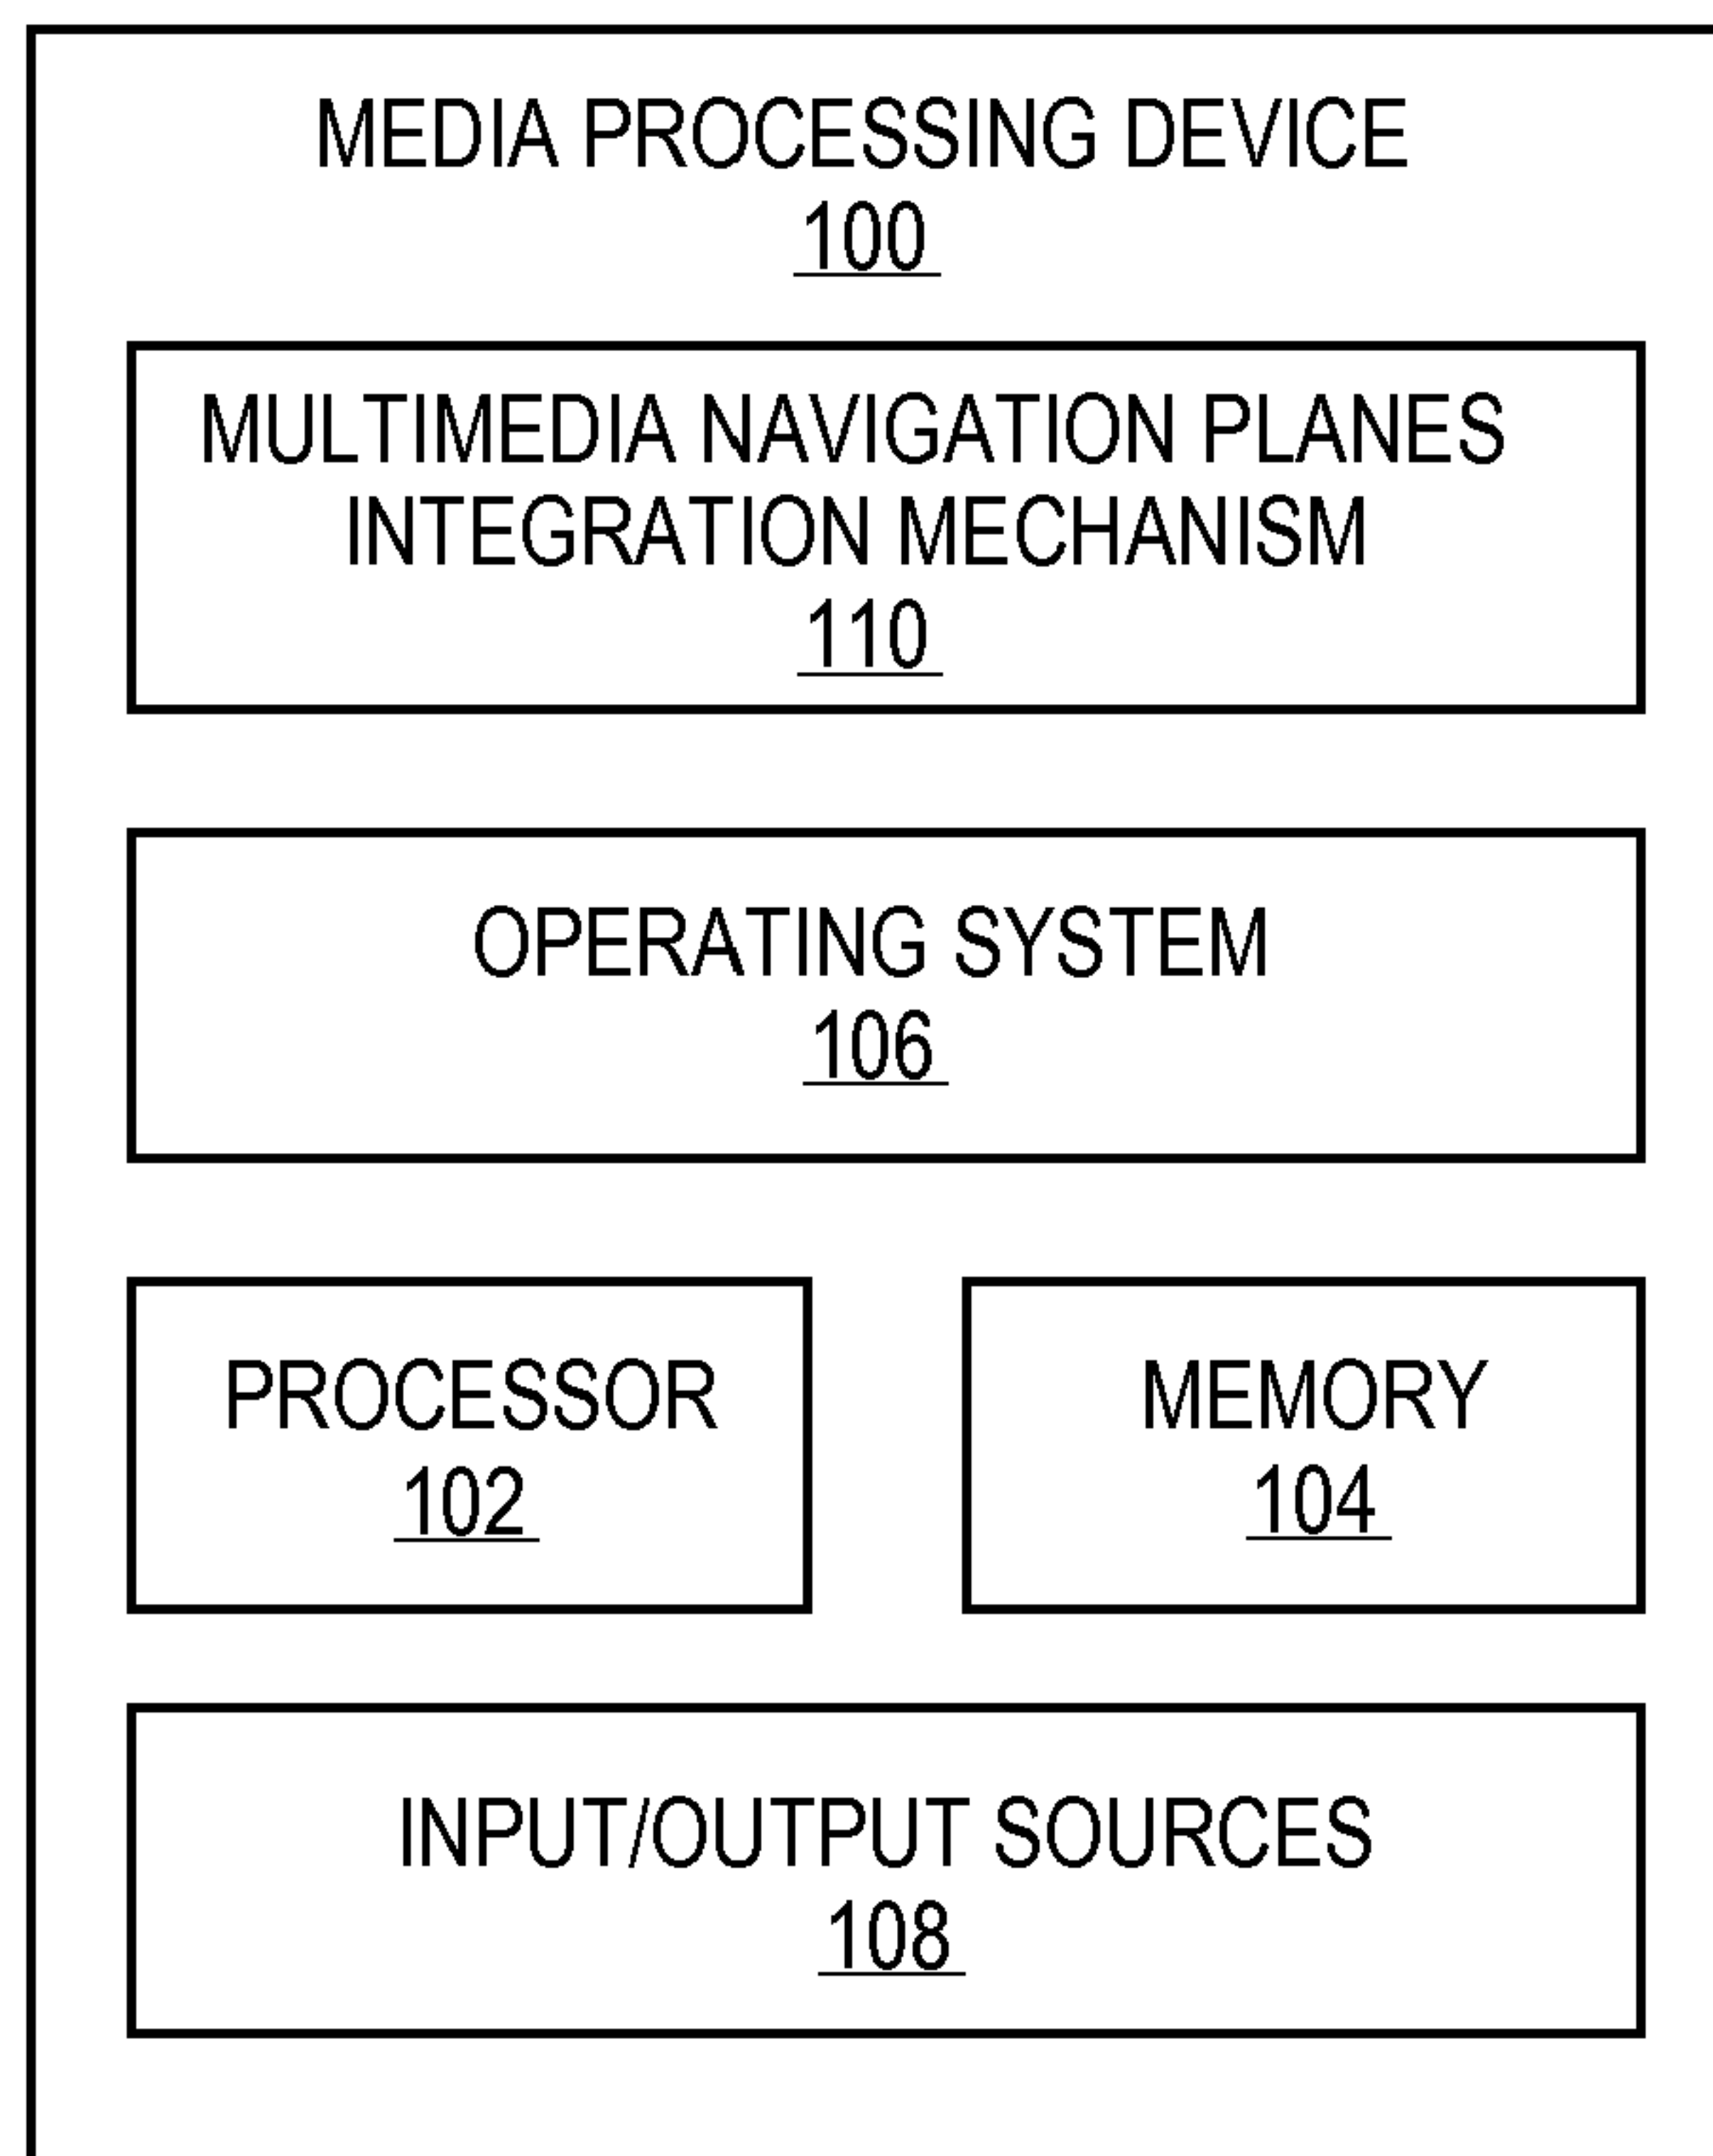 MEDIA PROCESSING DEVICE
100
MULTIMEDIA NAVIGATION PLANES
INTEGRATION MECHANISM
110
OPERATING SYSTEM
106
PROCESSOR
102
MEMORY
104
INPUT/OUTPUT SOURCES
108